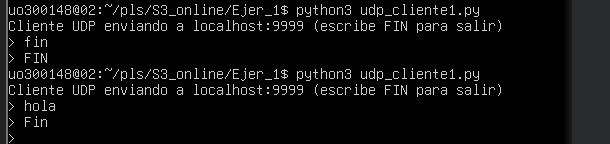 uo300148@02:~/pls/S3_online/Ejer_1$ python3 udp_cliente1.py
Cliente UDP enviando a localhost:9999 (escribe FIN para salir)
> fin
> FIN
uo300148@02:~/pls/S3_online/Ejer_1$ python3 udp_cliente1.py
Cliente UDP enviando a localhost:9999 (escribe FIN para salir)
> hola
> Fin
>